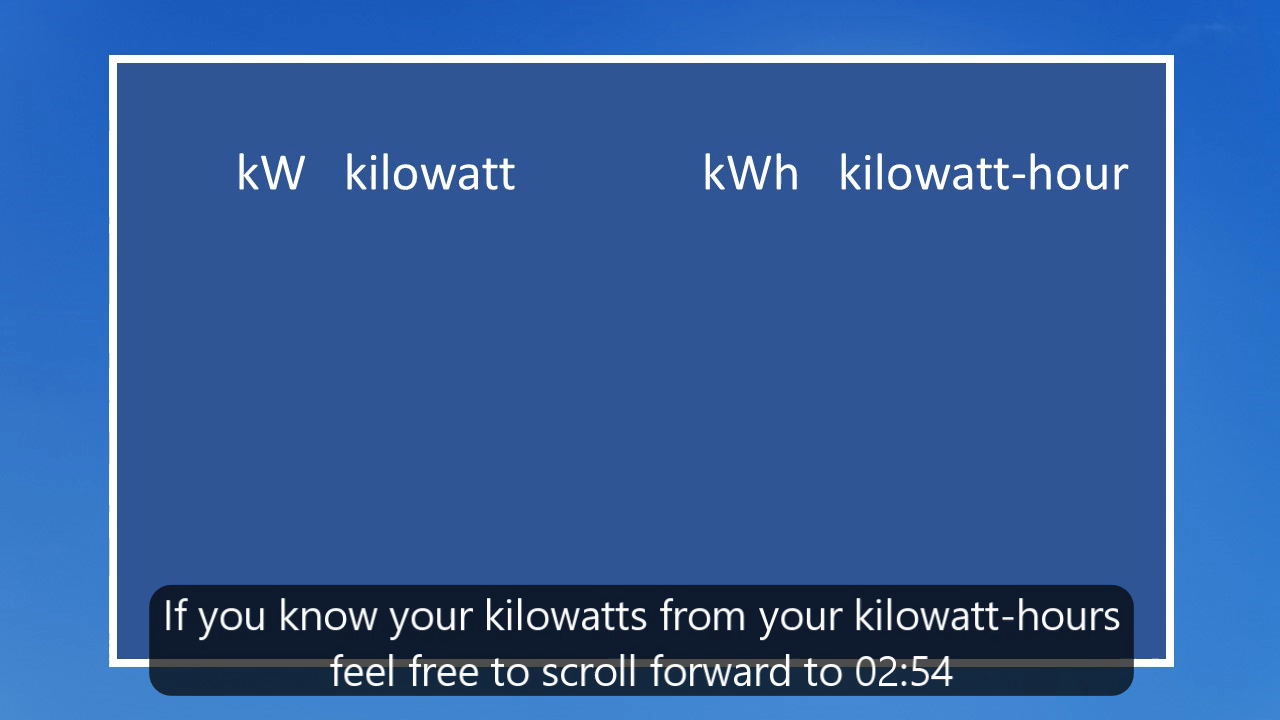 kW kilowatt kWh kilowatt-hour
If you know your kilowatts from your kilowatt-hours
feel free to scroll forward to 02:54